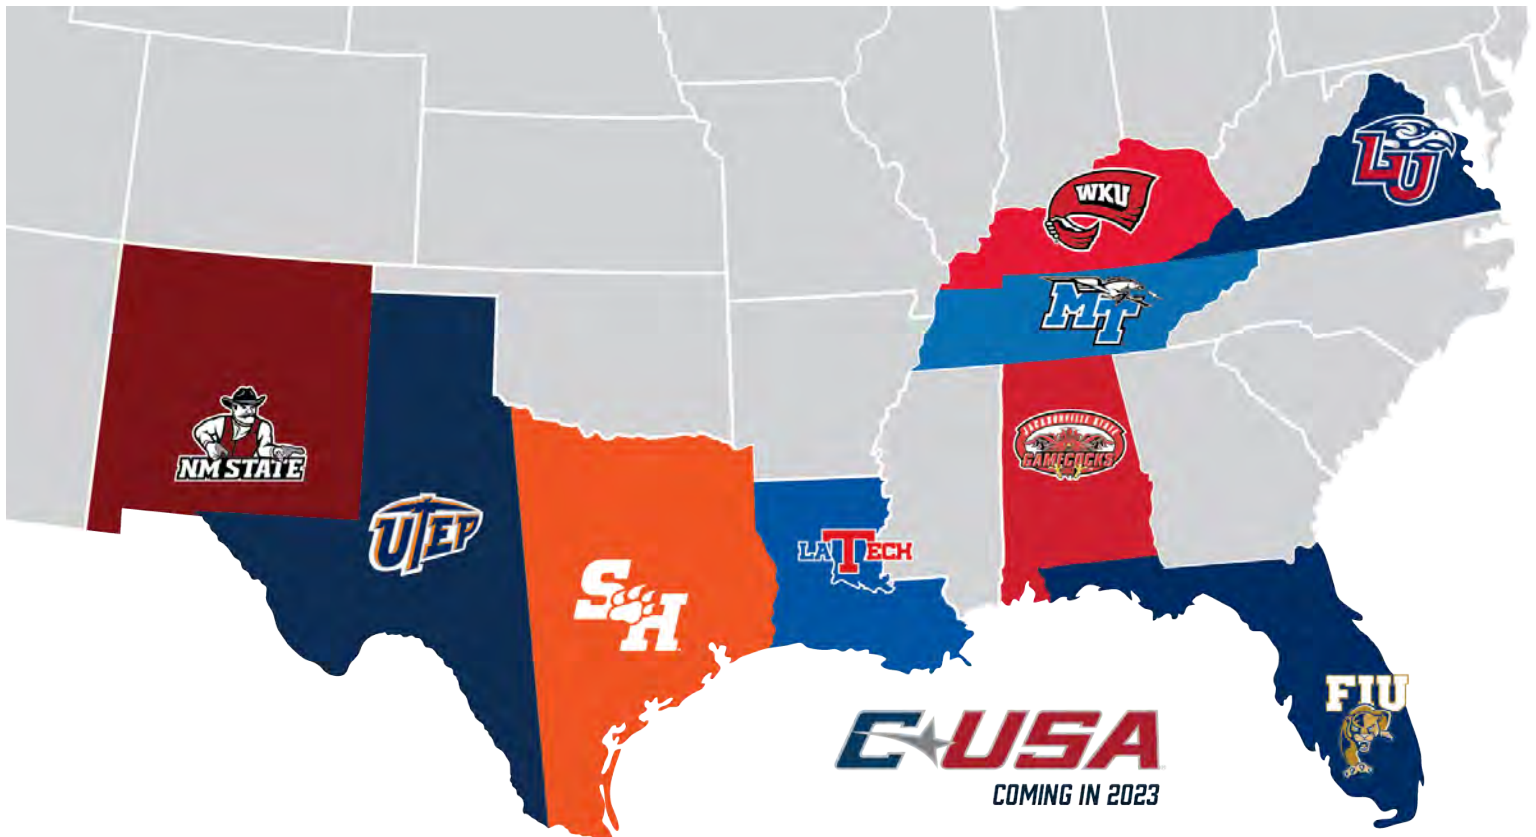 LU
WKU
MT
JACKSONVILLE STATE
GAMECOCKS
NM STATE
UTEP
LA TECH
SH
FIU
C USA
COMING IN 2023